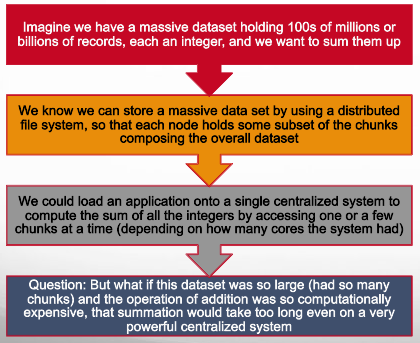 Imagine we have a massive dataset holding 100s of millions or
billions of records, each an integer, and we want to sum them up
We know we can store a massive data set by using a distributed
file system, so that each node holds some subset of the chunks
composing the overall dataset
We could load an application onto a single centralized system to
compute the sum of all the integers by accessing one or a few
chunks at a time (depending on how many cores the system had)
Question: But what if this dataset was so large (had so many
chunks) and the operation of addition was so computationally
expensive, that summation would take too long even on a very
powerful centralized system